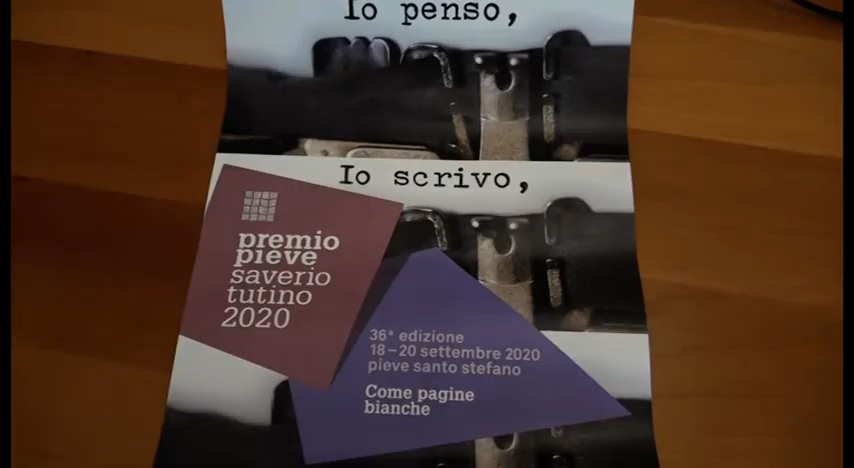 Io penso,
Io scrivo,
premio
pieve
saverio
tutino
2020
36ª edizione
18–20 settembre 2020
pieve santo stefano
Come pagine
bianche